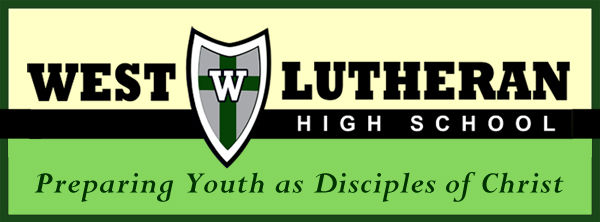 WEST W LUTHERAN
HIGH SCHOOL
Preparing Youth as Disciples of Christ